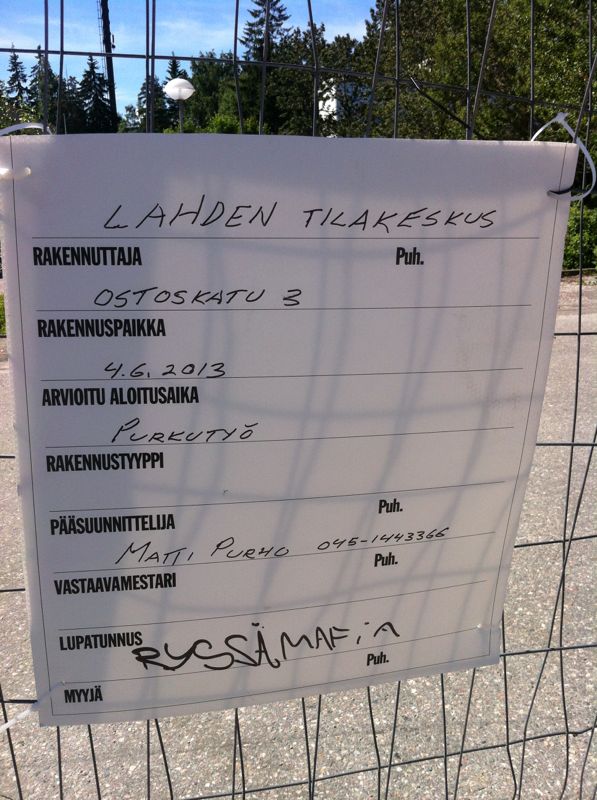 LAHDEN TILAKESKUS
RAKENNUTTAJA Puh.
OSTOSKATU 3
RAKENNUSPAIKKA
4.6.2013
ARVIOITU ALOITUSAIKA
PURKUTYÖ
RAKENNUSTYYPPI
PÄÄSUUNNITTELIJA Puh.
MATTI PURHO 045-1443366
VASTAAVAMESTARI Puh.
LUPATUNNUS
RYSSÄMAFiA
MYYJÄ Puh.